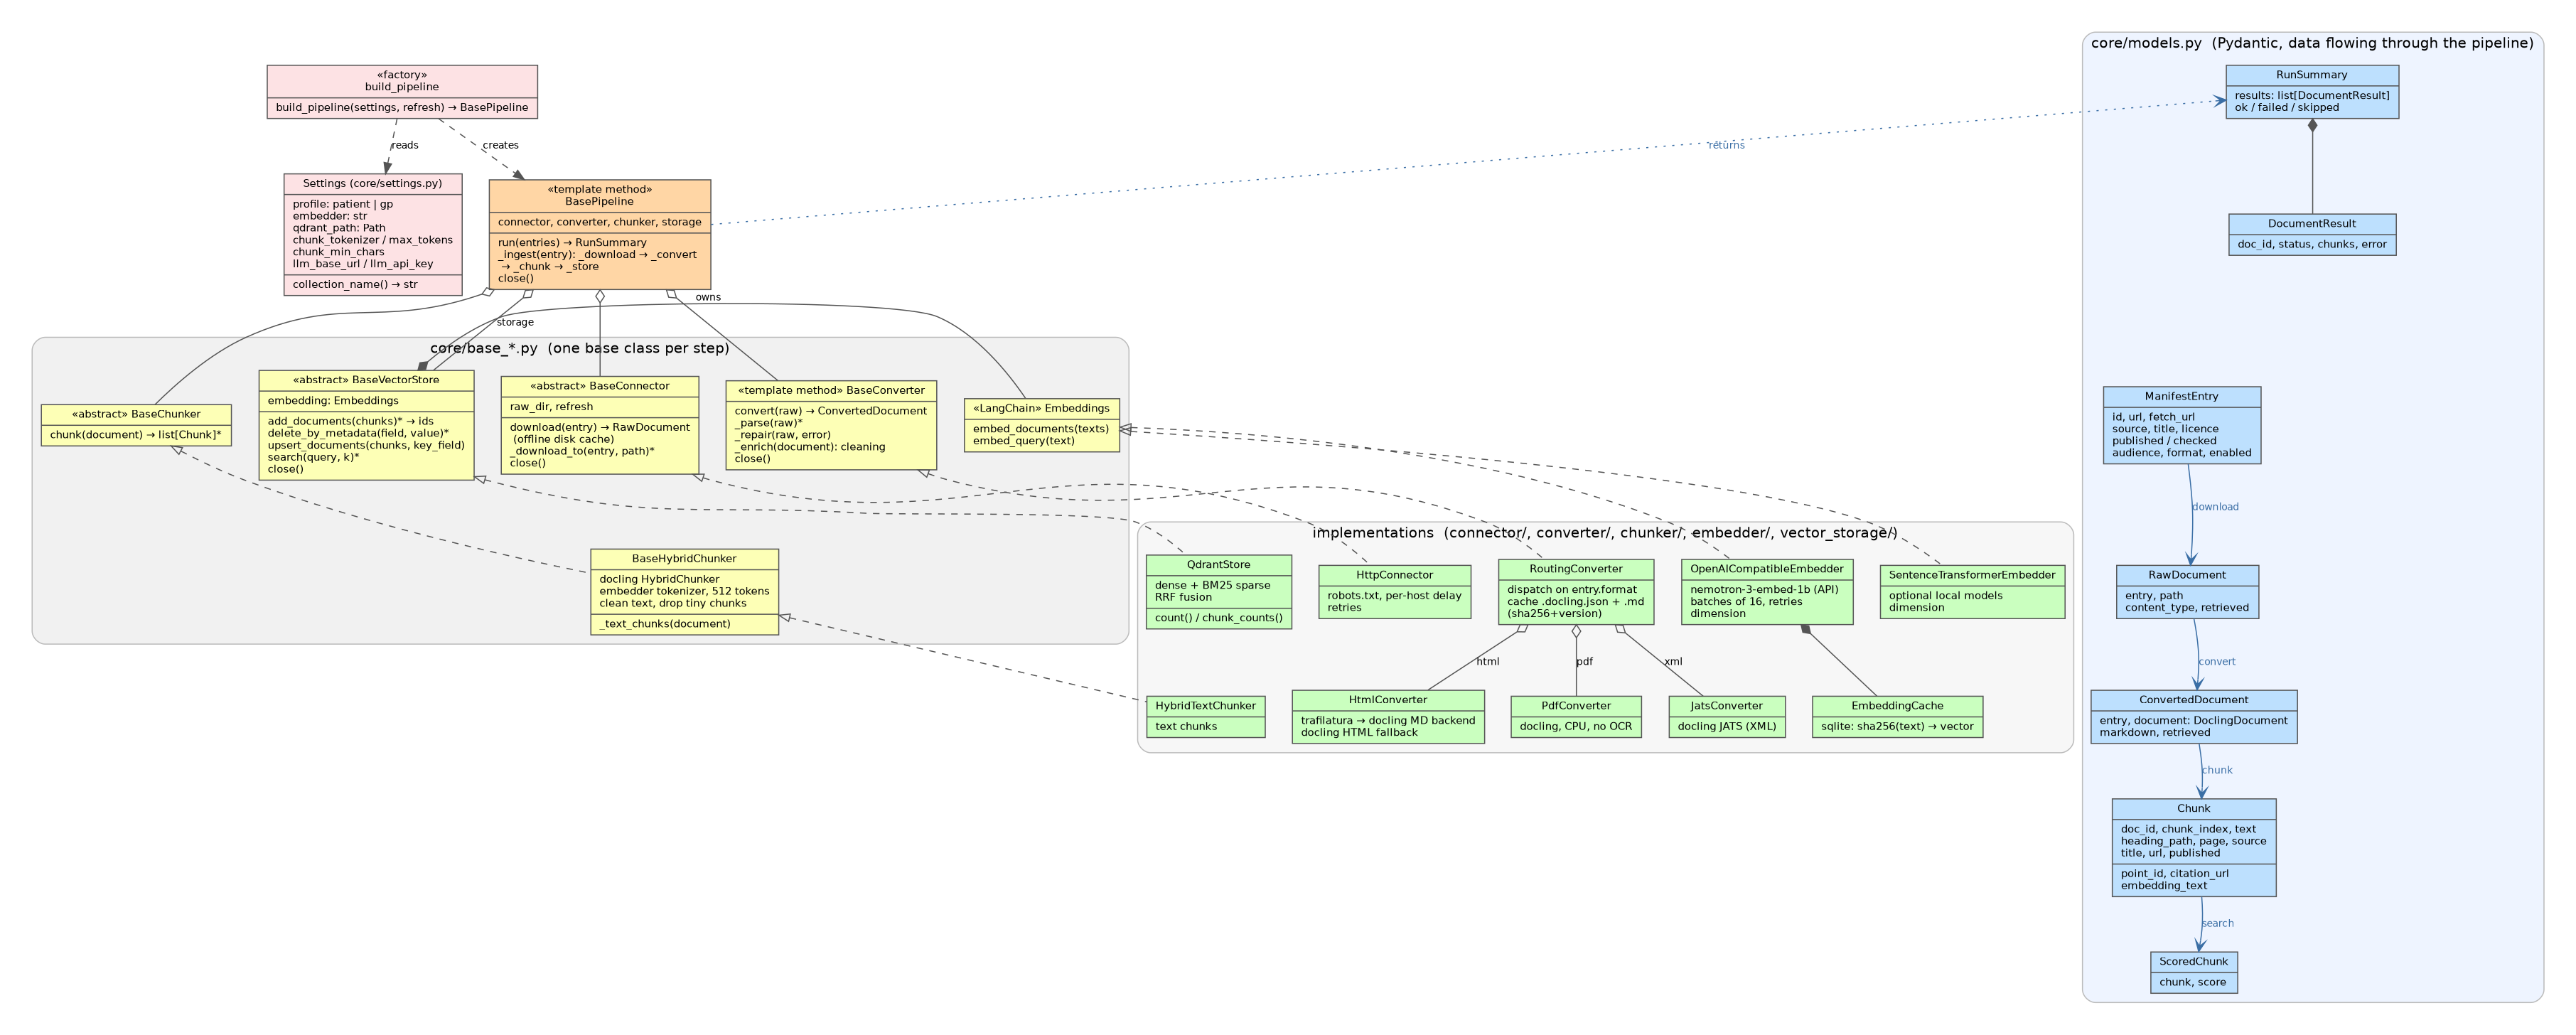 core/models.py  (Pydantic, data flowing through the pipeline)
«factory»
build_pipeline
build_pipeline(settings, refresh) → BasePipeline
RunSummary
results: list[DocumentResult]
ok / failed / skipped
reads
creates
returns
Settings (core/settings.py)
profile: patient | gp
embedder: str
qdrant_path: Path
chunk_tokenizer / max_tokens
chunk_min_chars
llm_base_url / llm_api_key
collection_name() → str
«template method»
BasePipeline
connector, converter, chunker, storage
run(entries) → RunSummary
_ingest(entry): _download → _convert
→ _chunk → _store
close()
DocumentResult
doc_id, status, chunks, error
owns
storage
core/base_*.py  (one base class per step)
«abstract» BaseChunker
chunk(document) → list[Chunk]*
«abstract» BaseVectorStore
embedding: Embeddings
add_documents(chunks)* → ids
delete_by_metadata(field, value)*
upsert_documents(chunks, key_field)
search(query, k)*
close()
«abstract» BaseConnector
raw_dir, refresh
download(entry) → RawDocument
(offline disk cache)
_download_to(entry, path)*
close()
«template method» BaseConverter
convert(raw) → ConvertedDocument
_parse(raw)*
_repair(raw, error)
_enrich(document): cleaning
close()
«LangChain» Embeddings
embed_documents(texts)
embed_query(text)
ManifestEntry
id, url, fetch_url
source, title, licence
published / checked
audience, format, enabled
download
BaseHybridChunker
docling HybridChunker
embedder tokenizer, 512 tokens
clean text, drop tiny chunks
_text_chunks(document)
implementations  (connector/, converter/, chunker/, embedder/, vector_storage/)
QdrantStore
dense + BM25 sparse
RRF fusion
count() / chunk_counts()
HttpConnector
robots.txt, per-host delay
retries
RoutingConverter
dispatch on entry.format
cache .docling.json + .md
(sha256+version)
OpenAICompatibleEmbedder
nemotron-3-embed-1b (API)
batches of 16, retries
dimension
SentenceTransformerEmbedder
optional local models
dimension
RawDocument
entry, path
content_type, retrieved
html
pdf
xml
convert
HybridTextChunker
text chunks
HtmlConverter
trafilatura → docling MD backend
docling HTML fallback
PdfConverter
docling, CPU, no OCR
JatsConverter
docling JATS (XML)
EmbeddingCache
sqlite: sha256(text) → vector
ConvertedDocument
entry, document: DoclingDocument
markdown, retrieved
chunk
Chunk
doc_id, chunk_index, text
heading_path, page, source
title, url, published
point_id, citation_url
embedding_text
search
ScoredChunk
chunk, score